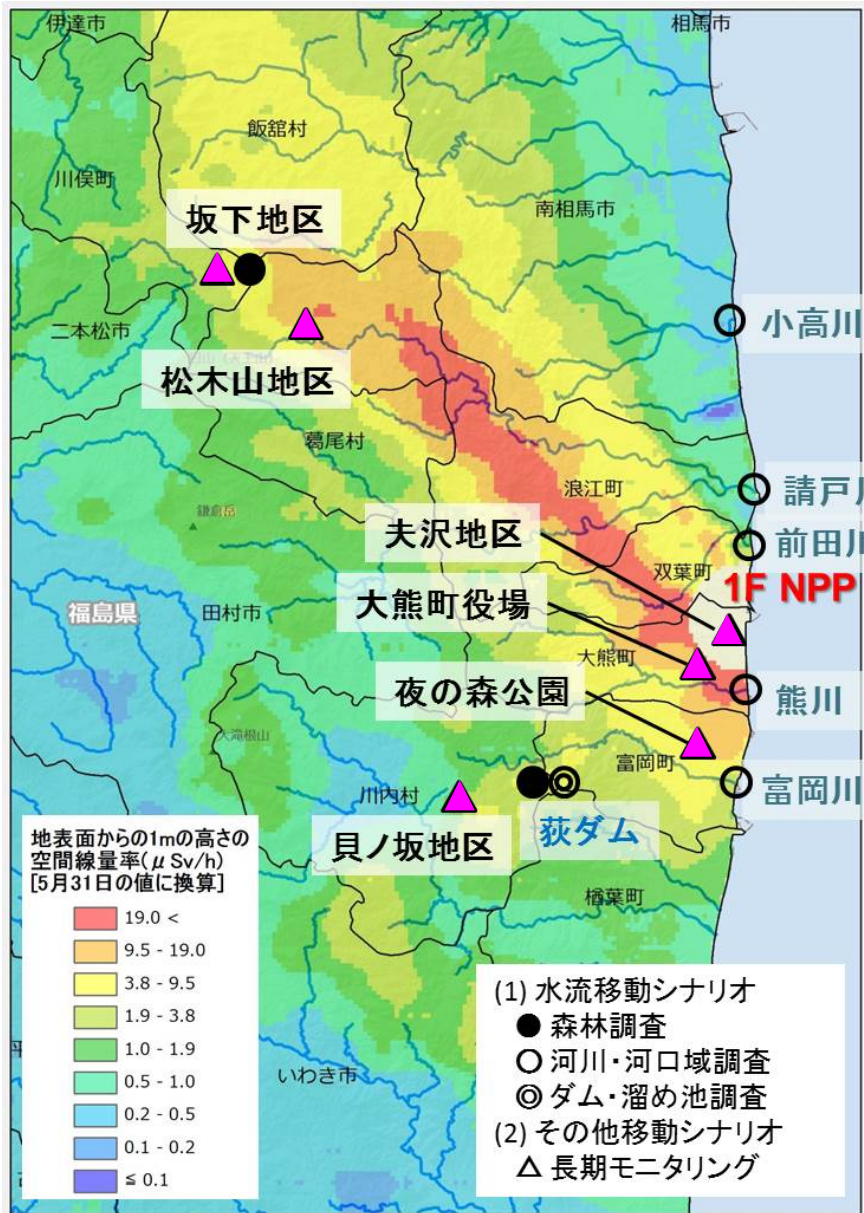 伊達市
相馬市
飯舘村
川俣町
坂下地区
南相馬市
二本松市
小高川
松木山地区
葛尾村
鎌倉岳
浪江町
請戸川
夫沢地区
前田川
双葉町
1F NPP
福島県
田村市
大熊町役場
大熊町
夜の森公園
熊川
大滝根山
富岡町
川内村
富岡川
貝ノ坂地区
荻ダム
楢葉町
いわき市
地表面からの1mの高さの
空間線量率(μSv/h)
[5月31日の値に換算]
19.0 <
9.5 - 19.0
3.8 - 9.5
1.9 - 3.8
1.0 - 1.9
0.5 - 1.0
0.2 - 0.5
0.1 - 0.2
≦ 0.1
(1) 水流移動シナリオ
● 森林調査
○ 河川・河口域調査
◎ ダム・溜め池調査
(2) その他移動シナリオ
△ 長期モニタリング